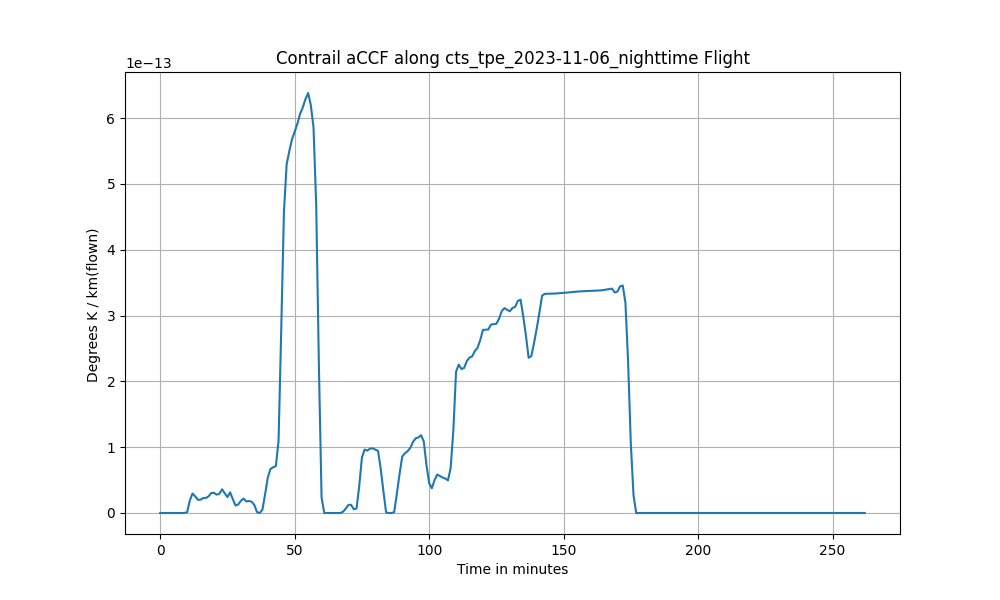 Contrail aCCF along cts_tpe_2023-11-06_nighttime Flight
1e−13
6
5
4
3
2
1
0
Degrees K / km(flown)
0 50 100 150 200 250
Time in minutes